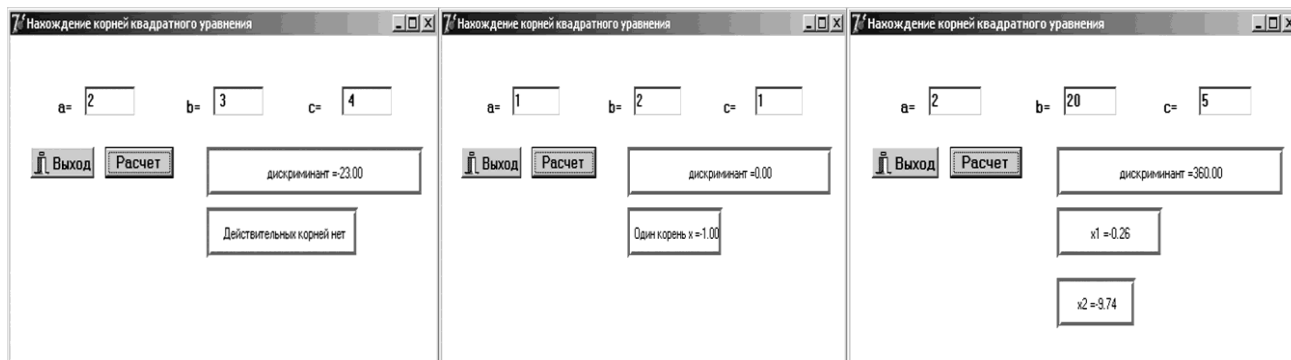 Нахождение корней квадратного уравнения
a= 2 b= 3 c= 4
Выход Расчет
дискриминант =-23.00
Действительных корней нет
Нахождение корней квадратного уравнения
a= 1 b= 2 c= 1
Выход Расчет
дискриминант =0.00
Один корень x =-1.00
Нахождение корней квадратного уравнения
a= 2 b= 20 c= 5
Выход Расчет
дискриминант =360.00
x1 =-0.26
x2 =-9.74